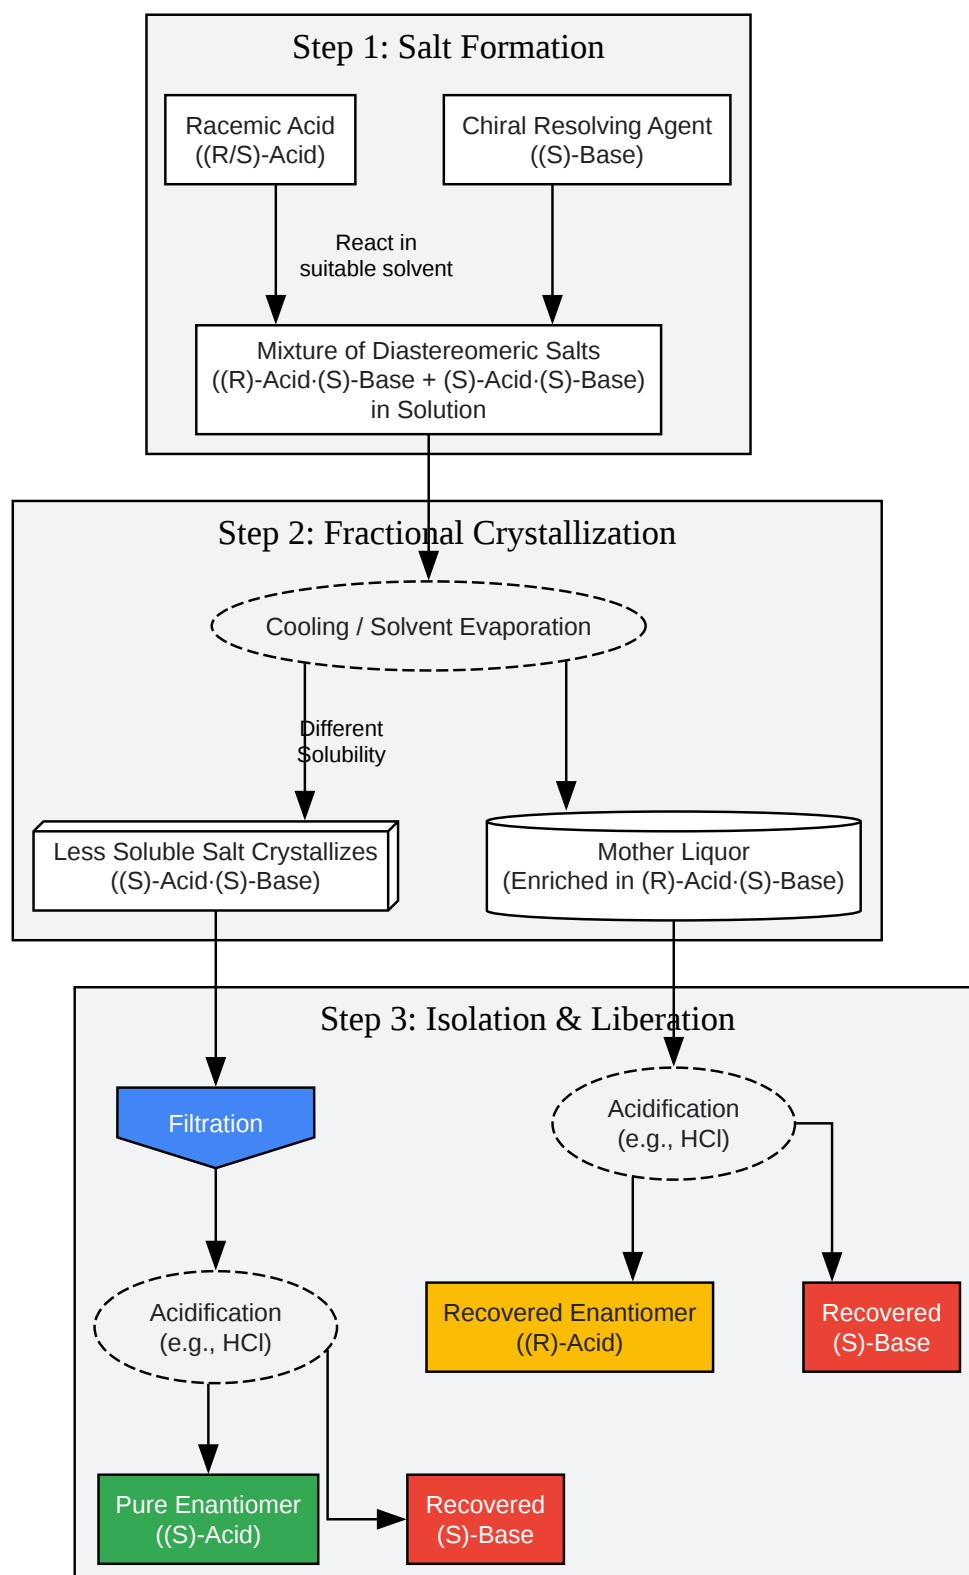 Step 1: Salt Formation
Racemic Acid
((R/S)-Acid)
Chiral Resolving Agent
((S)-Base)
React in
suitable solvent
Mixture of Diastereomeric Salts
((R)-Acid·(S)-Base + (S)-Acid·(S)-Base)
in Solution
Step 2: Fractional Crystallization
Cooling / Solvent Evaporation
Different
Solubility
Less Soluble Salt Crystallizes
((S)-Acid·(S)-Base)
Mother Liquor
(Enriched in (R)-Acid·(S)-Base)
Step 3: Isolation & Liberation
Filtration
Acidification
(e.g., HCl)
Acidification
(e.g., HCl)
Recovered Enantiomer
((R)-Acid)
Recovered
(S)-Base
Pure Enantiomer
((S)-Acid)
Recovered
(S)-Base